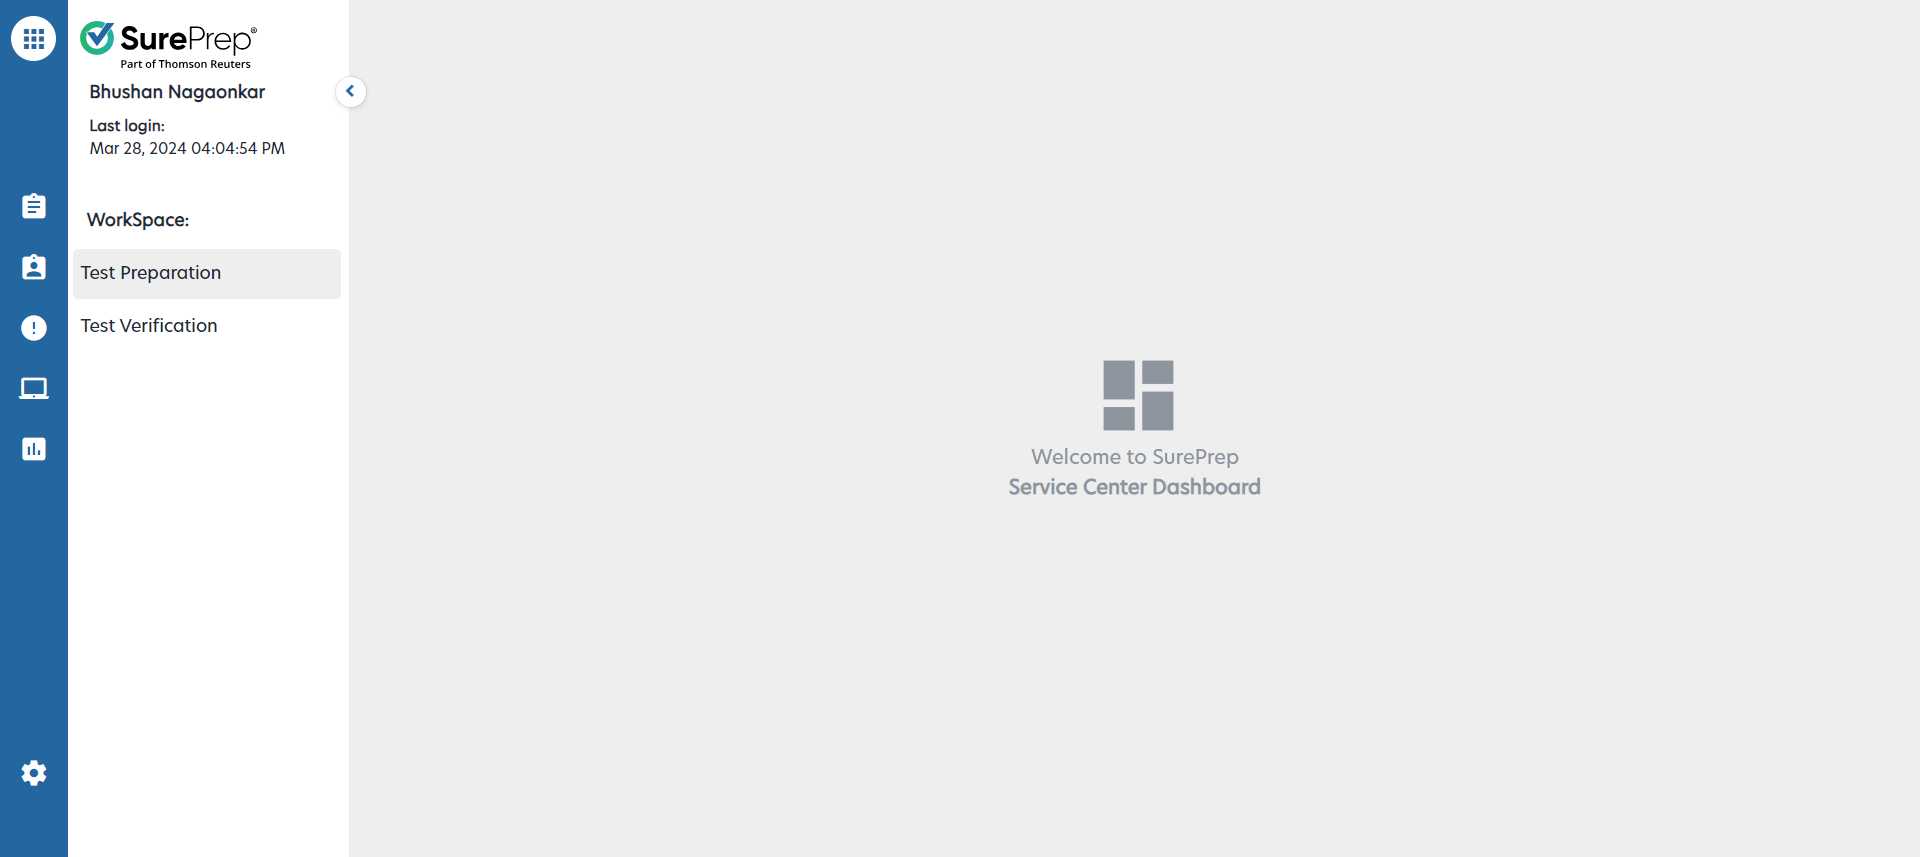 SurePrep®
Part of Thomson Reuters
Bhushan Nagaonkar
Last login:
Mar 28, 2024 04:04:54 PM
WorkSpace:
Test Preparation
Test Verification
Welcome to SurePrep
Service Center Dashboard